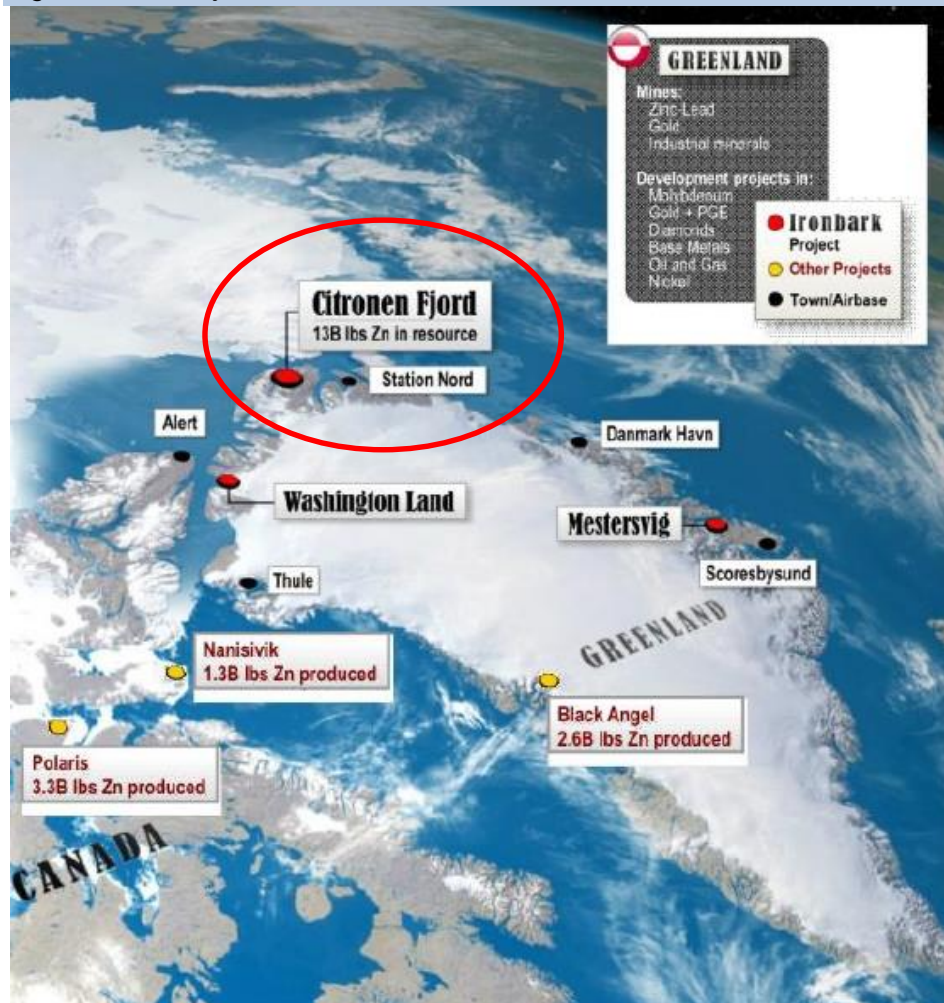 GREENLAND
Mines:
Zinc-Lead
Gold
Industrial minerals
Development projects in:
Molybdenum
Gold + PGE
Diamonds
Base Metals
Oil and Gas
Nickel
Ironbark
Project
Other Projects
Town/Airbase
Citronen Fjord
13B lbs Zn in resource
Station Nord
Alert
Danmark Havn
Washington Land
Mestersvig
Scoresbysund
Thule
GREENLAND
Nanisivik
1.3B lbs Zn produced
Black Angel
2.6B lbs Zn produced
Polaris
3.3B lbs Zn produced
CANADA